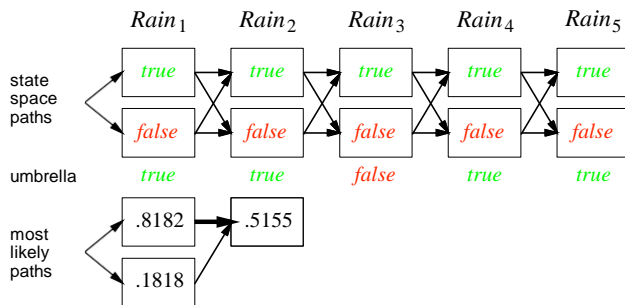 Rain1 Rain2 Rain3 Rain4 Rain5
state
space
paths
true true true true true
false false false false false
umbrella true true false true true
most
likely
paths
.8182 .5155
.1818